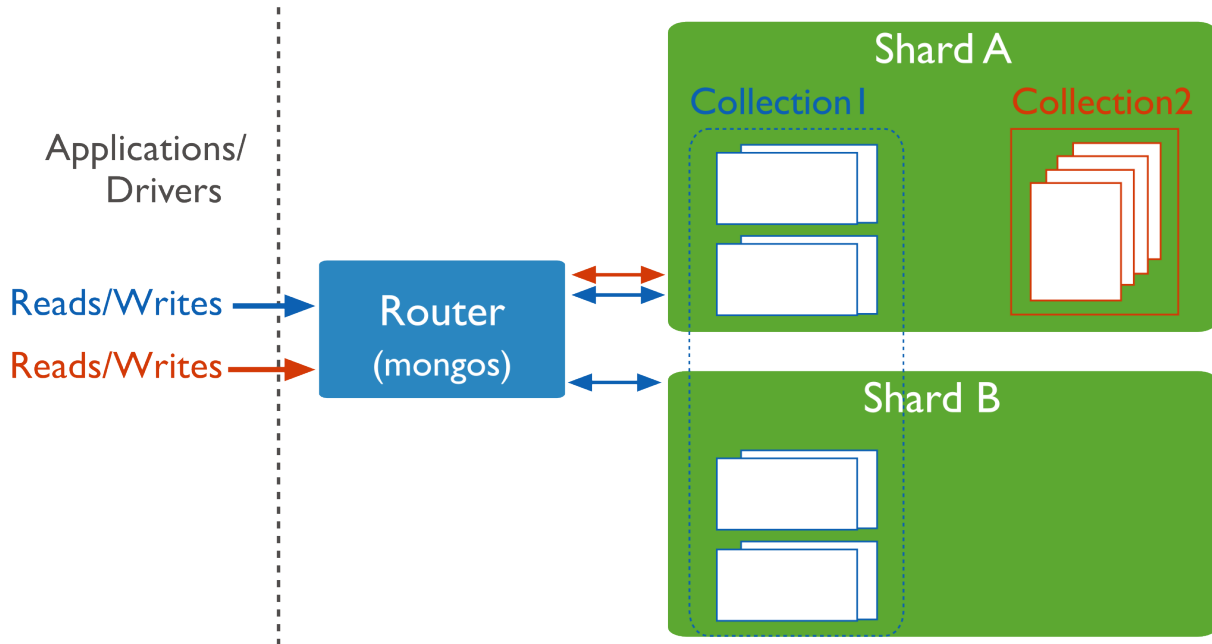 Applications/
Drivers
Reads/Writes
Reads/Writes
Router
(mongos)
Shard A
Collection1
Collection2
Shard B